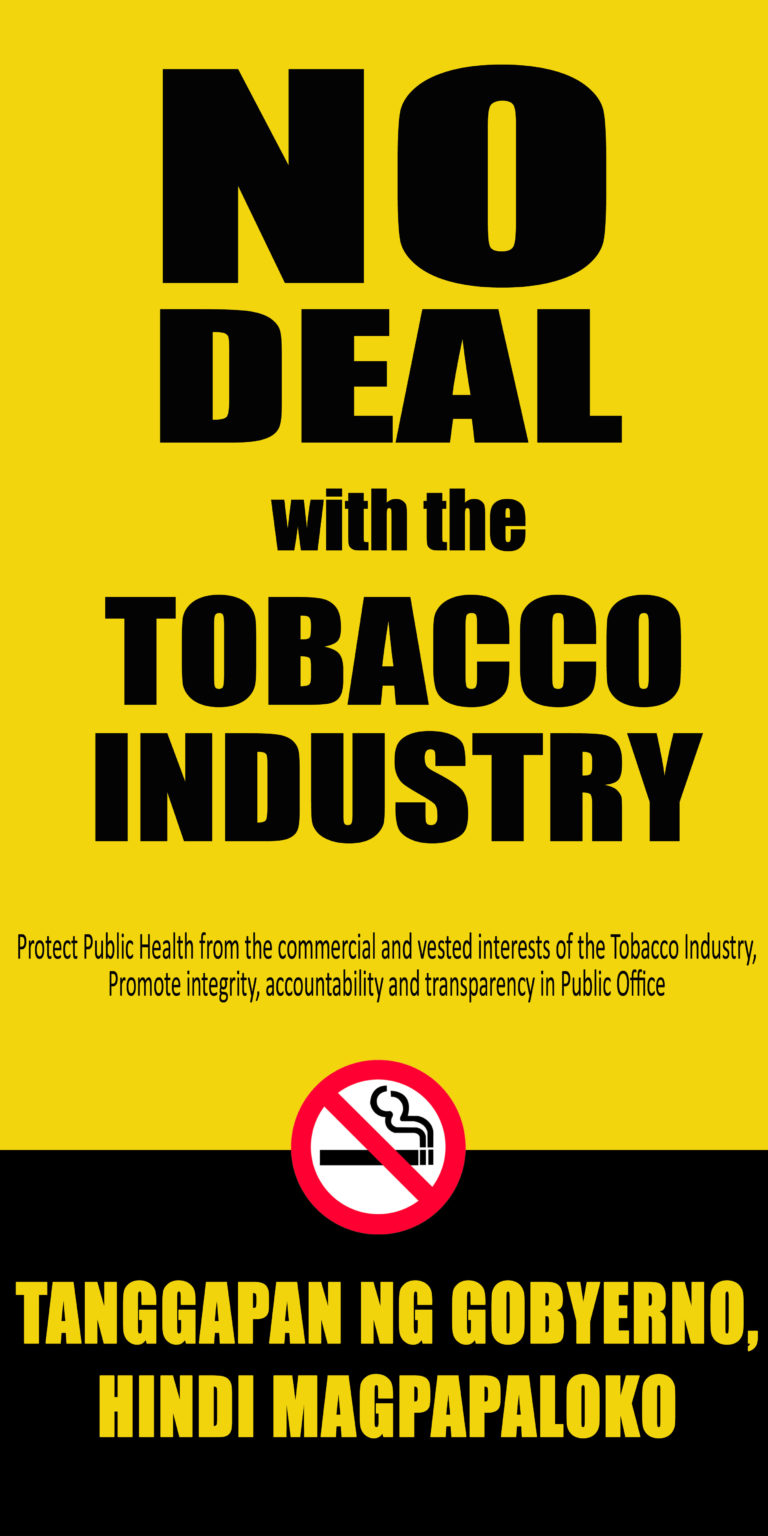 NO
DEAL
with the
TOBACCO
INDUSTRY
Protect Public Health from the commercial and vested interests of the Tobacco Industry,
Promote integrity, accountability and transparency in Public Office
TANGGAPAN NG GOBYERNO,
HINDI MAGPAPALOKO